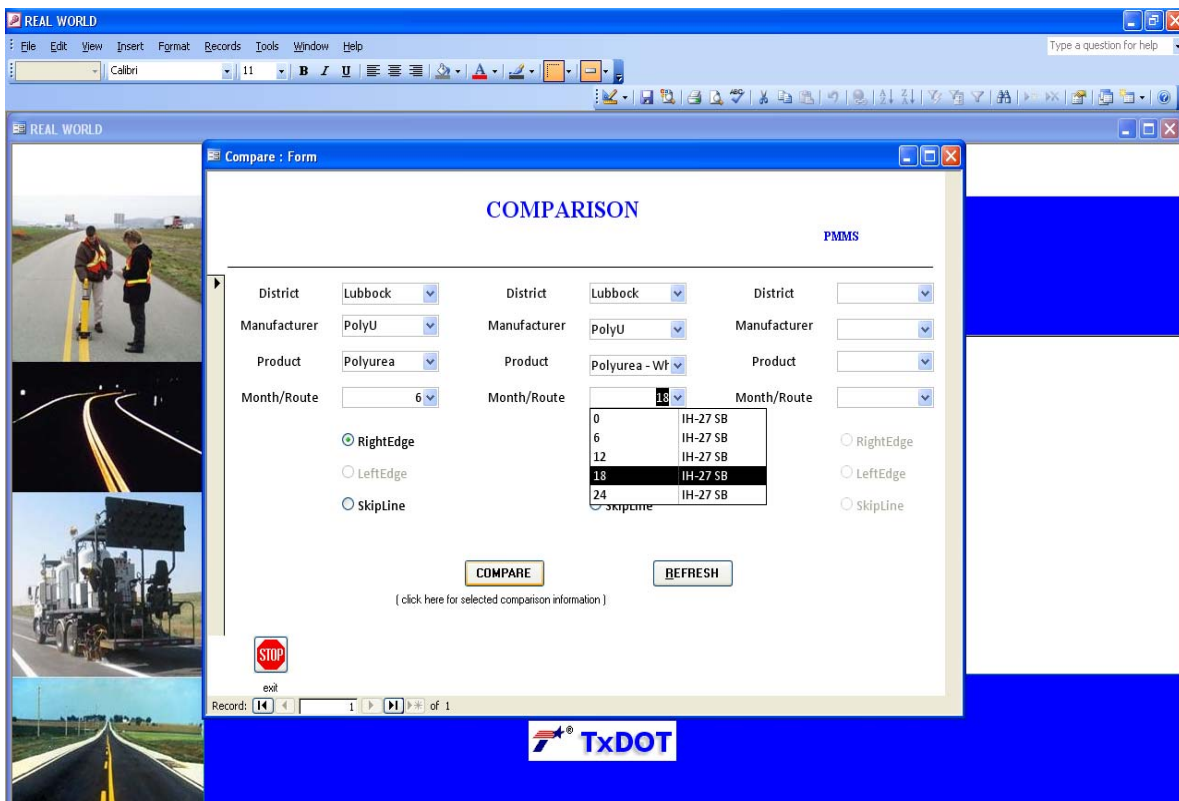 REAL WORLD
File Edit View Insert Format Records Tools Window Help
Type a question for help
Calibri 11 B I U
REAL WORLD
Compare : Form
COMPARISON
PMMS
District Lubbock District Lubbock District
Manufacturer PolyU Manufacturer PolyU Manufacturer
Product Polyurea Product Polyurea - Wh Product
Month/Route 6 Month/Route 18 Month/Route
0 IH-27 SB
RightEdge 6 IH-27 SB RightEdge
12 IH-27 SB
LeftEdge 18 IH-27 SB LeftEdge
24 IH-27 SB
SkipLine SkipLine SkipLine
COMPARE REFRESH
( click here for selected comparison information )
STOP
exit
Record: 1 of 1
® TxDOT